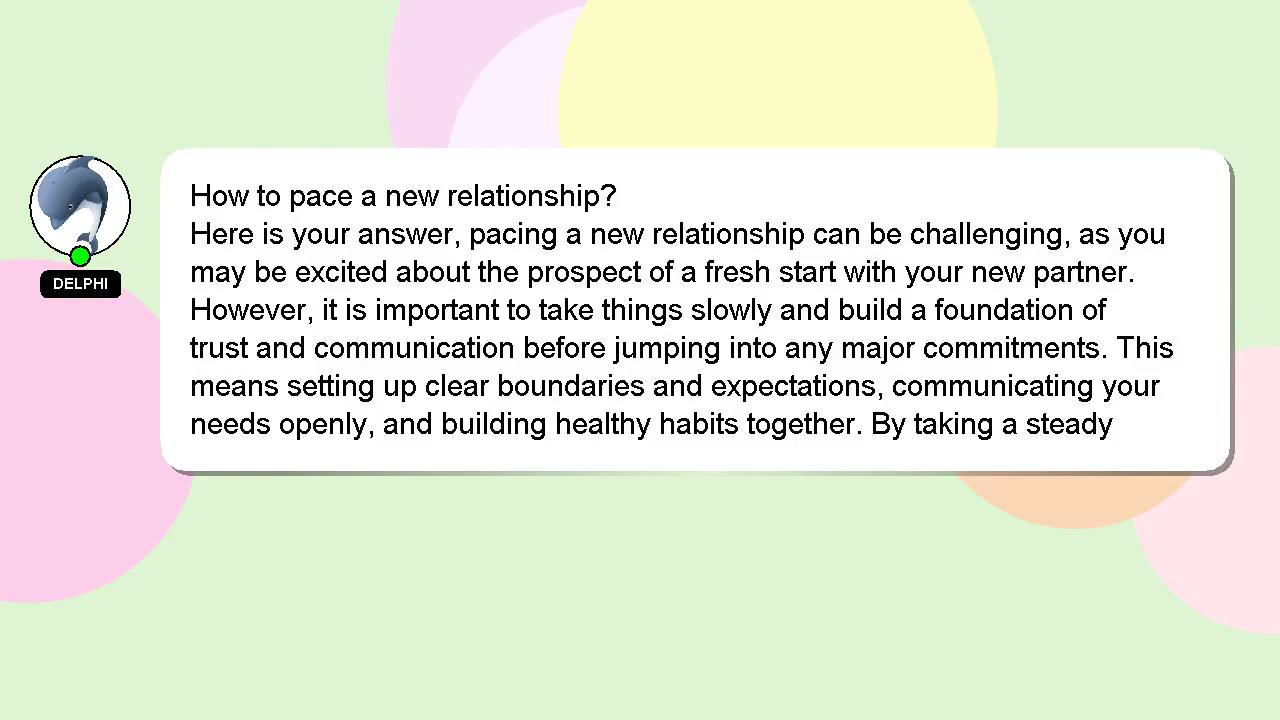 How to pace a new relationship?
Here is your answer, pacing a new relationship can be challenging, as you
may be excited about the prospect of a fresh start with your new partner.
However, it is important to take things slowly and build a foundation of
trust and communication before jumping into any major commitments. This
means setting up clear boundaries and expectations, communicating your
needs openly, and building healthy habits together. By taking a steady
DELPHI